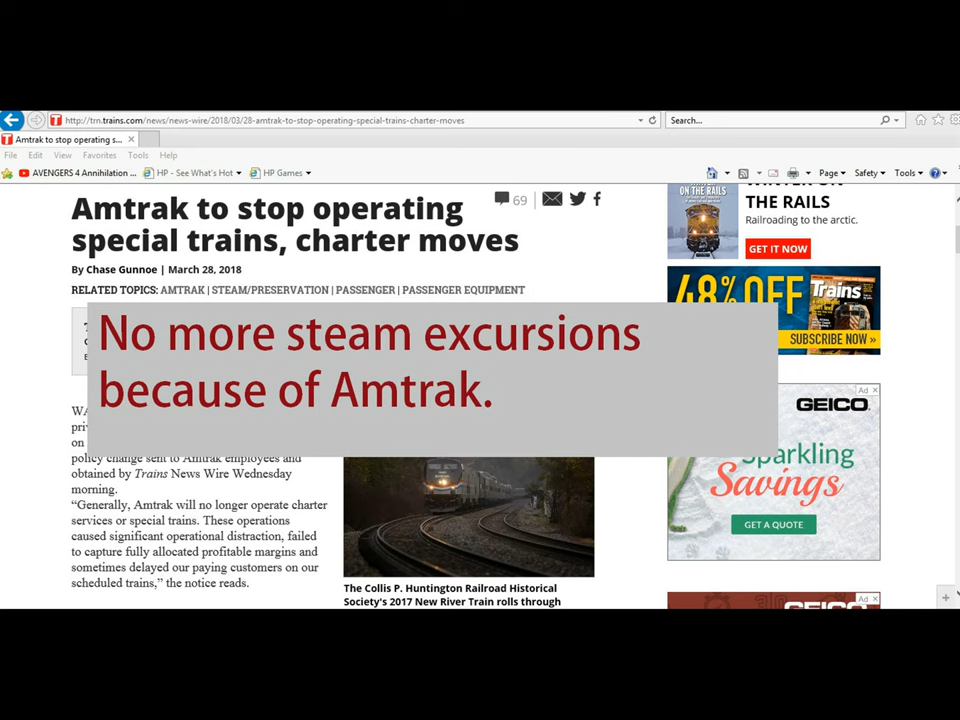 http://trn.trains.com/news/news-wire/2018/03/28-amtrak-to-stop-operating-special-trains-charter-moves
Search...
Amtrak to stop operating s...
File Edit View Favorites Tools Help
AVENGERS 4 Annihilation ... HP - See What's Hot HP Games
Page Safety Tools
Amtrak to stop operating
special trains, charter moves
69
By Chase Gunnoe | March 28, 2018
RELATED TOPICS: AMTRAK | STEAM/PRESERVATION | PASSENGER | PASSENGER EQUIPMENT
No more steam excursions
because of Amtrak.
policy change sent to Amtrak employees and
obtained by Trains News Wire Wednesday
morning.
“Generally, Amtrak will no longer operate charter
services or special trains. These operations
caused significant operational distraction, failed
to capture fully allocated profitable margins and
sometimes delayed our paying customers on our
scheduled trains,” the notice reads.
The Collis P. Huntington Railroad Historical
Society's 2017 New River Train rolls through
WINTER ON
THE RAILS
ON THE RAILS
Railroading to the arctic.
GET IT NOW
48% OFF
Trains
SUBSCRIBE NOW »
Ad
GEICO
Sparkling
Savings
GET A QUOTE
Ad
GEICO